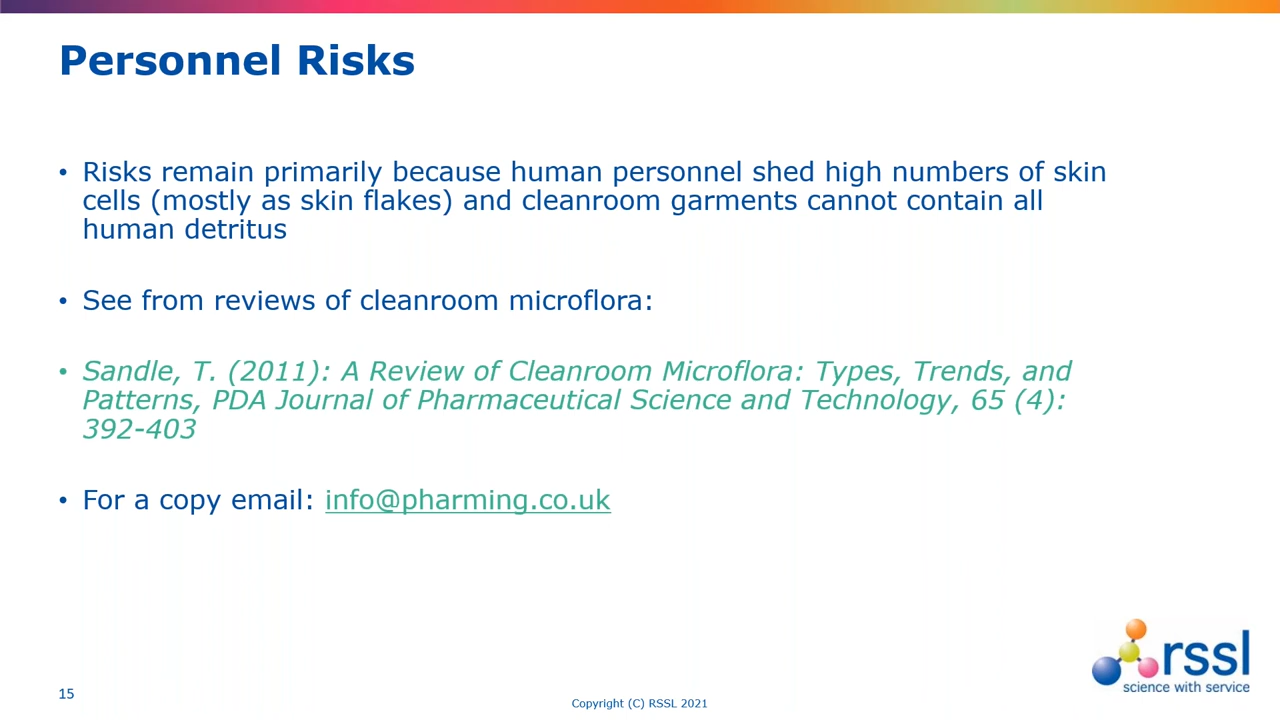 Personnel Risks
• Risks remain primarily because human personnel shed high numbers of skin
cells (mostly as skin flakes) and cleanroom garments cannot contain all
human detritus
• See from reviews of cleanroom microflora:
• Sandle, T. (2011): A Review of Cleanroom Microflora: Types, Trends, and
Patterns, PDA Journal of Pharmaceutical Science and Technology, 65 (4):
392-403
• For a copy email: info@pharming.co.uk
rssl
science with service
15
Copyright (C) RSSL 2021